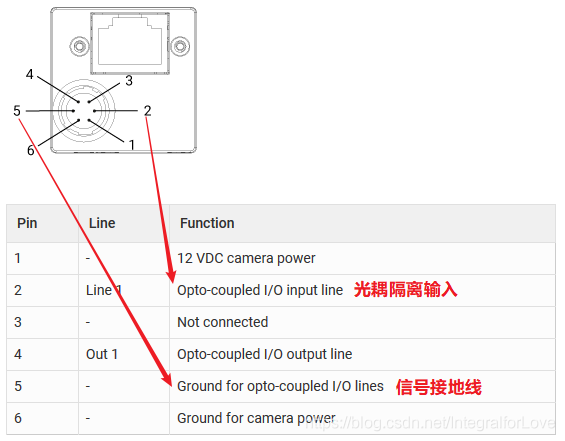 4
3
5
2
6
1
Pin Line Function
1 - 12 VDC camera power
2 Line 1 Opto-coupled I/O input line 光耦隔离输入
3 - Not connected
4 Out 1 Opto-coupled I/O output line
5 - Ground for opto-coupled I/O lines 信号接地线
6 - Ground for camera power
https://blog.csdn.net/IntegralforLove